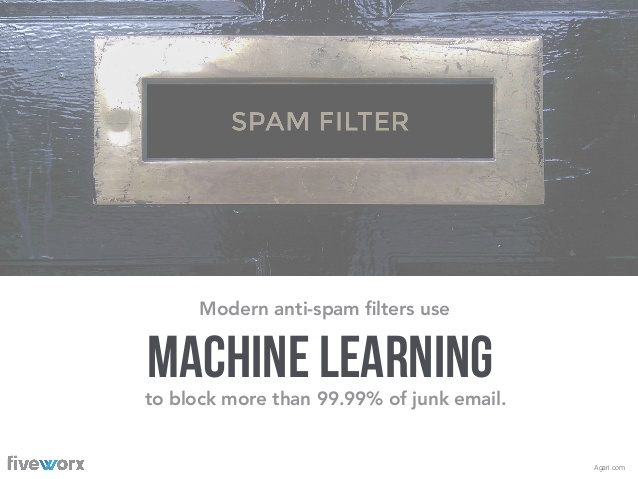 SPAM FILTER
Modern anti-spam filters use
MACHINE LEARNING
to block more than 99.99% of junk email.
fiveworx
Agari.com